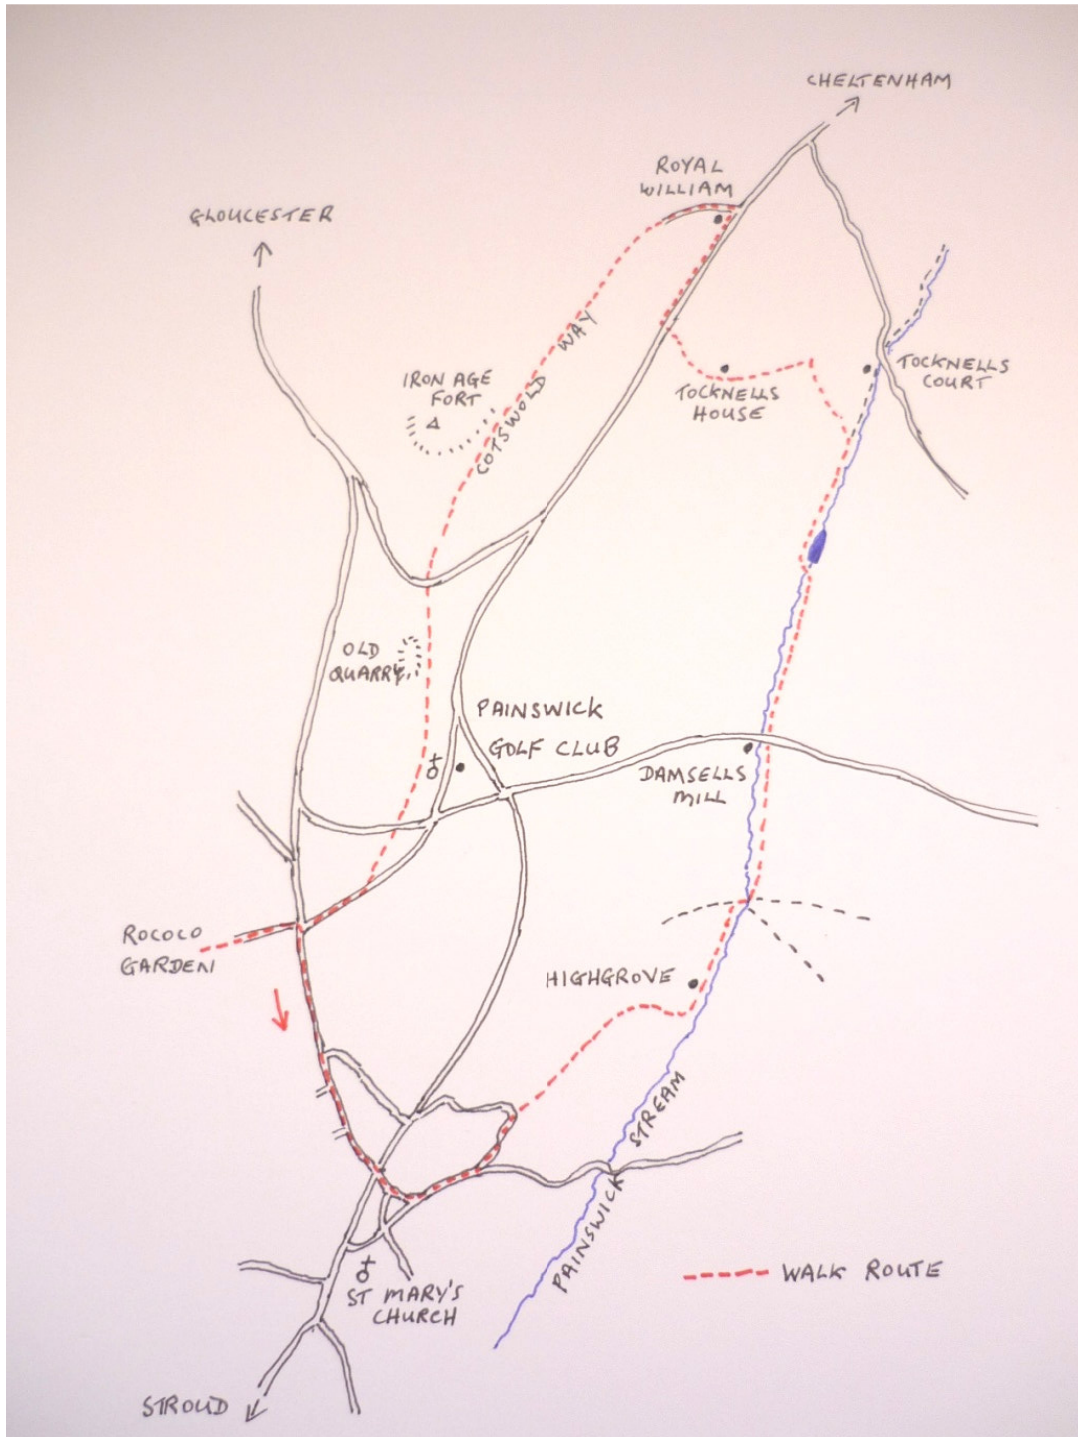 CHELTENHAM
ROYAL
WILLIAM
GLOUCESTER
COTSWOLD WAY
TOCKNELLS
COURT
IRON AGE
FORT
TOCKNELLS
HOUSE
OLD
QUARRY
PAINSWICK
GOLF CLUB
DAMSELLS
MILL
ROCOCO
GARDEN
HIGHGROVE
PAINSWICK STREAM
WALK ROUTE
ST MARY'S
CHURCH
STROUD